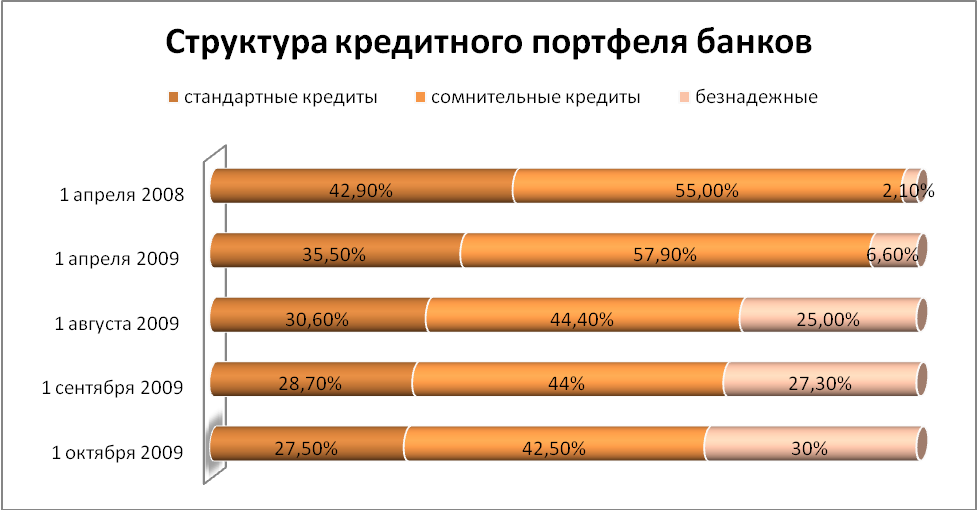 Структура кредитного портфеля банков
стандартные кредиты сомнительные кредиты безнадежные
1 апреля 2008 42,90% 55,00% 2,10%
1 апреля 2009 35,50% 57,90% 6,60%
1 августа 2009 30,60% 44,40% 25,00%
1 сентября 2009 28,70% 44% 27,30%
1 октября 2009 27,50% 42,50% 30%